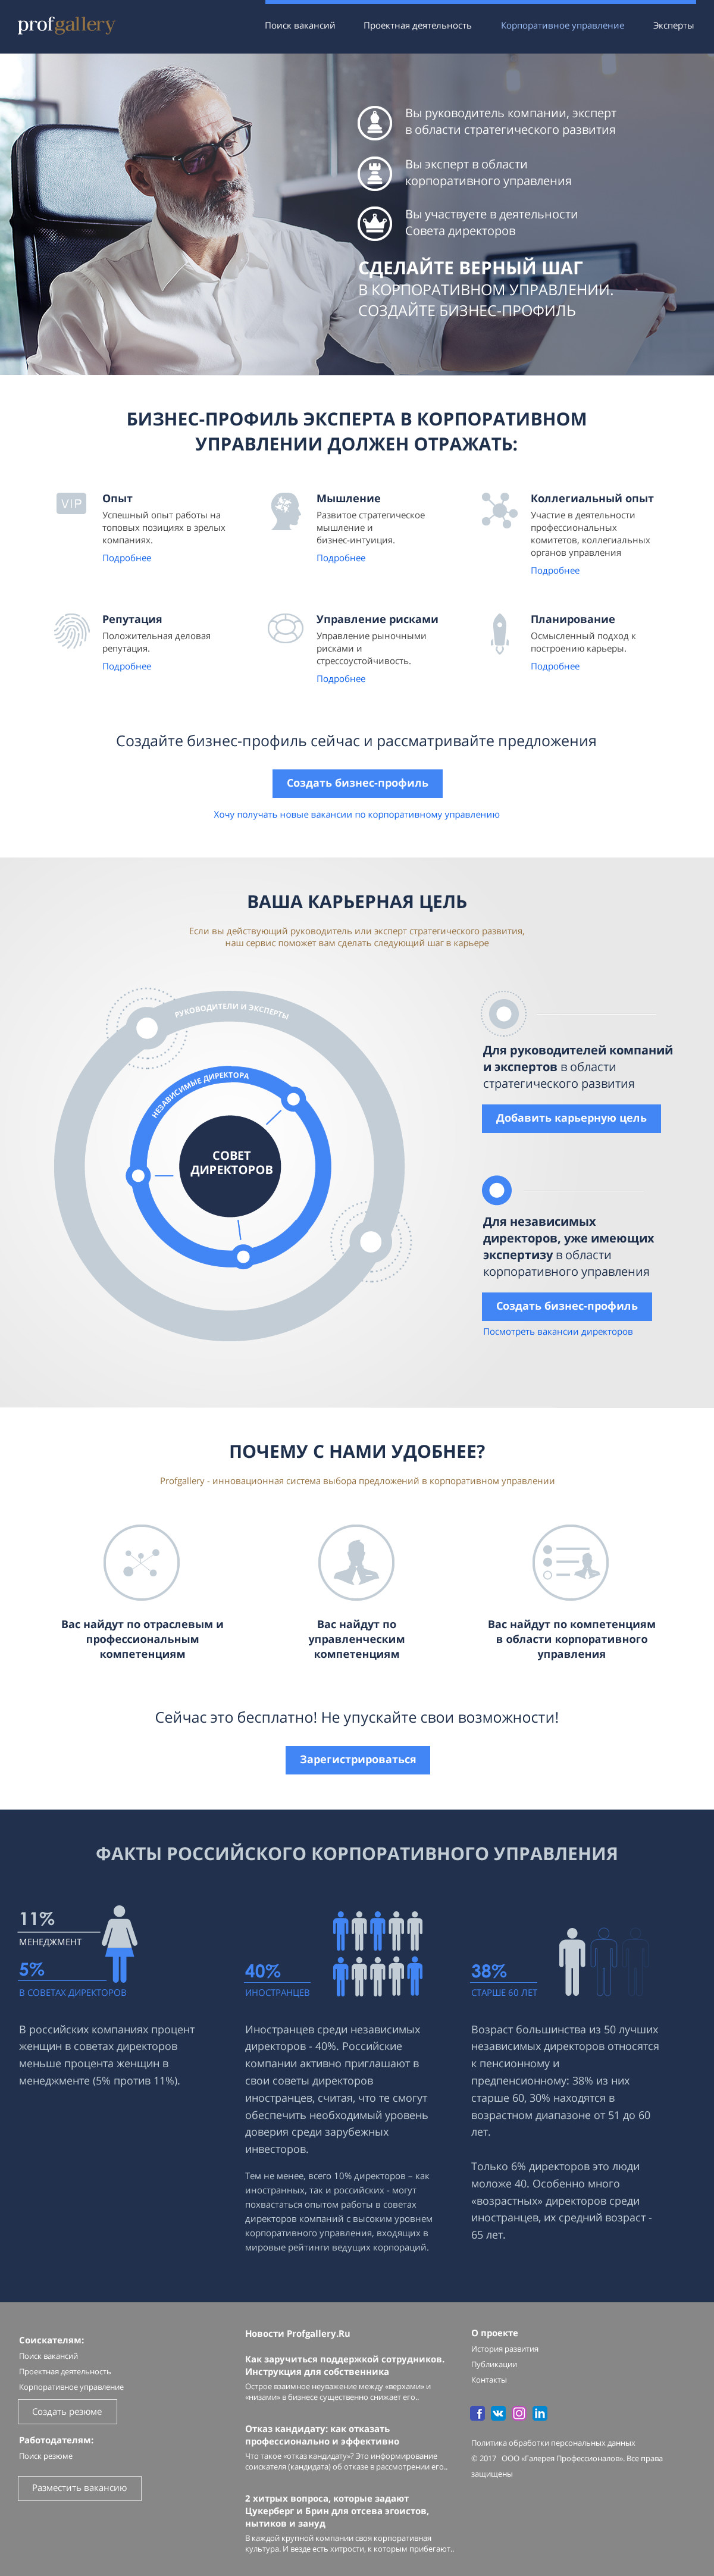 profgallery
Поиск вакансий
Проектная деятельность
Корпоративное управление
Эксперты
Вы руководитель компании, эксперт
в области стратегического развития
Вы эксперт в области
корпоративного управления
Вы участвуете в деятельности
Совета директоров
СДЕЛАЙТЕ ВЕРНЫЙ ШАГ
В КОРПОРАТИВНОМ УПРАВЛЕНИИ.
СОЗДАЙТЕ БИЗНЕС-ПРОФИЛЬ
БИЗНЕС-ПРОФИЛЬ ЭКСПЕРТА В КОРПОРАТИВНОМ
УПРАВЛЕНИИ ДОЛЖЕН ОТРАЖАТЬ:
VIP
Опыт
Успешный опыт работы на
топовых позициях в зрелых
компаниях.
Подробнее
Мышление
Развитое стратегическое
мышление и
бизнес-интуиция.
Подробнее
Коллегиальный опыт
Участие в деятельности
профессиональных
комитетов, коллегиальных
органов управления
Подробнее
Репутация
Положительная деловая
репутация.
Подробнее
Управление рисками
Управление рыночными
рисками и
стрессоустойчивость.
Подробнее
Планирование
Осмысленный подход к
построению карьеры.
Подробнее
Создайте бизнес-профиль сейчас и рассматривайте предложения
Создать бизнес-профиль
Хочу получать новые вакансии по корпоративному управлению
ВАША КАРЬЕРНАЯ ЦЕЛЬ
Если вы действующий руководитель или эксперт стратегического развития,
наш сервис поможет вам сделать следующий шаг в карьере
РУКОВОДИТЕЛИ И ЭКСПЕРТЫ
НЕЗАВИСИМЫЕ ДИРЕКТОРА
СОВЕТ
ДИРЕКТОРОВ
Для руководителей компаний
и экспертов в области
стратегического развития
Добавить карьерную цель
Для независимых
директоров, уже имеющих
экспертизу в области
корпоративного управления
Создать бизнес-профиль
Посмотреть вакансии директоров
ПОЧЕМУ С НАМИ УДОБНЕЕ?
Profgallery - инновационная система выбора предложений в корпоративном управлении
Вас найдут по отраслевым и
профессиональным
компетенциям
Вас найдут по
управленческим
компетенциям
Вас найдут по компетенциям
в области корпоративного
управления
Сейчас это бесплатно! Не упускайте свои возможности!
Зарегистрироваться
ФАКТЫ РОССИЙСКОГО КОРПОРАТИВНОГО УПРАВЛЕНИЯ
11%
МЕНЕДЖМЕНТ
5%
В СОВЕТАХ ДИРЕКТОРОВ
В российских компаниях процент
женщин в советах директоров
меньше процента женщин в
менеджменте (5% против 11%).
40%
ИНОСТРАНЦЕВ
Иностранцев среди независимых
директоров - 40%. Российские
компании активно приглашают в
свои советы директоров
иностранцев, считая, что те смогут
обеспечить необходимый уровень
доверия среди зарубежных
инвесторов.
Тем не менее, всего 10% директоров – как
иностранных, так и российских - могут
похвастаться опытом работы в советах
директоров компаний с высоким уровнем
корпоративного управления, входящих в
мировые рейтинги ведущих корпораций.
38%
СТАРШЕ 60 ЛЕТ
Возраст большинства из 50 лучших
независимых директоров относятся
к пенсионному и
предпенсионному: 38% из них
старше 60, 30% находятся в
возрастном диапазоне от 51 до 60
лет.
Только 6% директоров это люди
моложе 40. Особенно много
«возрастных» директоров среди
иностранцев, их средний возраст -
65 лет.
Соискателям:
Поиск вакансий
Проектная деятельность
Корпоративное управление
Создать резюме
Работодателям:
Поиск резюме
Разместить вакансию
Новости Profgallery.Ru
Как заручиться поддержкой сотрудников.
Инструкция для собственника
Острое взаимное неуважение между «верхами» и
«низами» в бизнесе существенно снижает его..
Отказ кандидату: как отказать
профессионально и эффективно
Что такое «отказ кандидату»? Это информирование
соискателя (кандидата) об отказе в рассмотрении его..
2 хитрых вопроса, которые задают
Цукерберг и Брин для отсева эгоистов,
нытиков и зануд
В каждой крупной компании своя корпоративная
культура. И везде есть хитрости, к которым прибегают..
О проекте
История развития
Публикации
Контакты
Политика обработки персональных данных
© 2017 ООО «Галерея Профессионалов». Все права
защищены